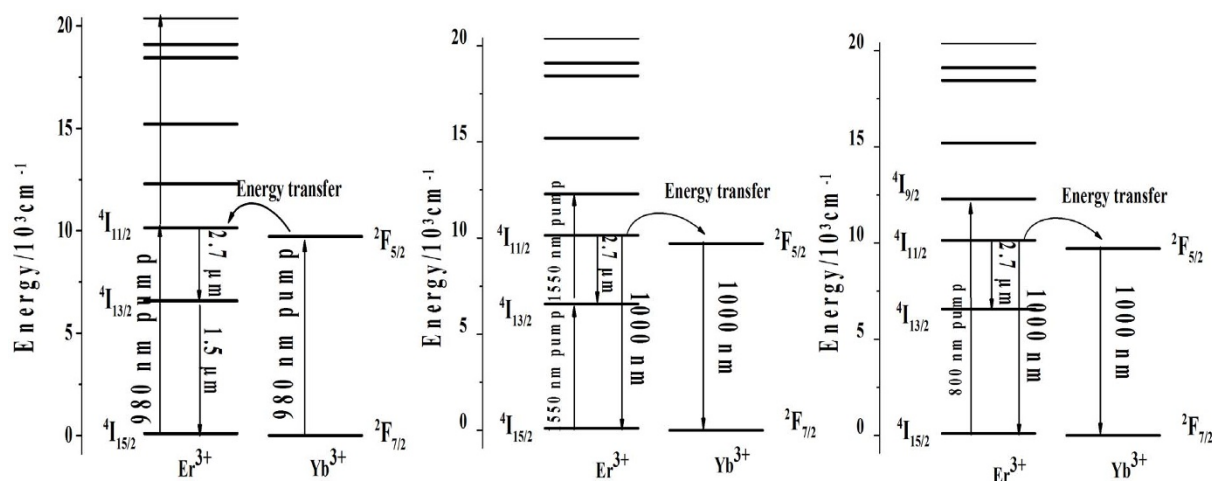 Energy/10³cm⁻¹
20
15
10
5
0
⁴I₁₁/₂
⁴I₁₃/₂
⁴I₁₅/₂
980 nm pump
2.7 μm
1.5 μm
Energy transfer
980 nm pump
²F₅/₂
²F₇/₂
Er³⁺
Yb³⁺
Energy/10³cm⁻¹
20
15
10
5
0
⁴I₁₁/₂
⁴I₁₃/₂
⁴I₁₅/₂
1550 nm pump
550 nm pump
2.7 μm
1000 nm
Energy transfer
1000 nm
²F₅/₂
²F₇/₂
Er³⁺
Yb³⁺
Energy/10³cm⁻¹
20
15
10
5
0
⁴I₉/₂
⁴I₁₁/₂
⁴I₁₃/₂
⁴I₁₅/₂
800 nm pump
2.7 μm
1000 nm
Energy transfer
1000 nm
²F₅/₂
²F₇/₂
Er³⁺
Yb³⁺